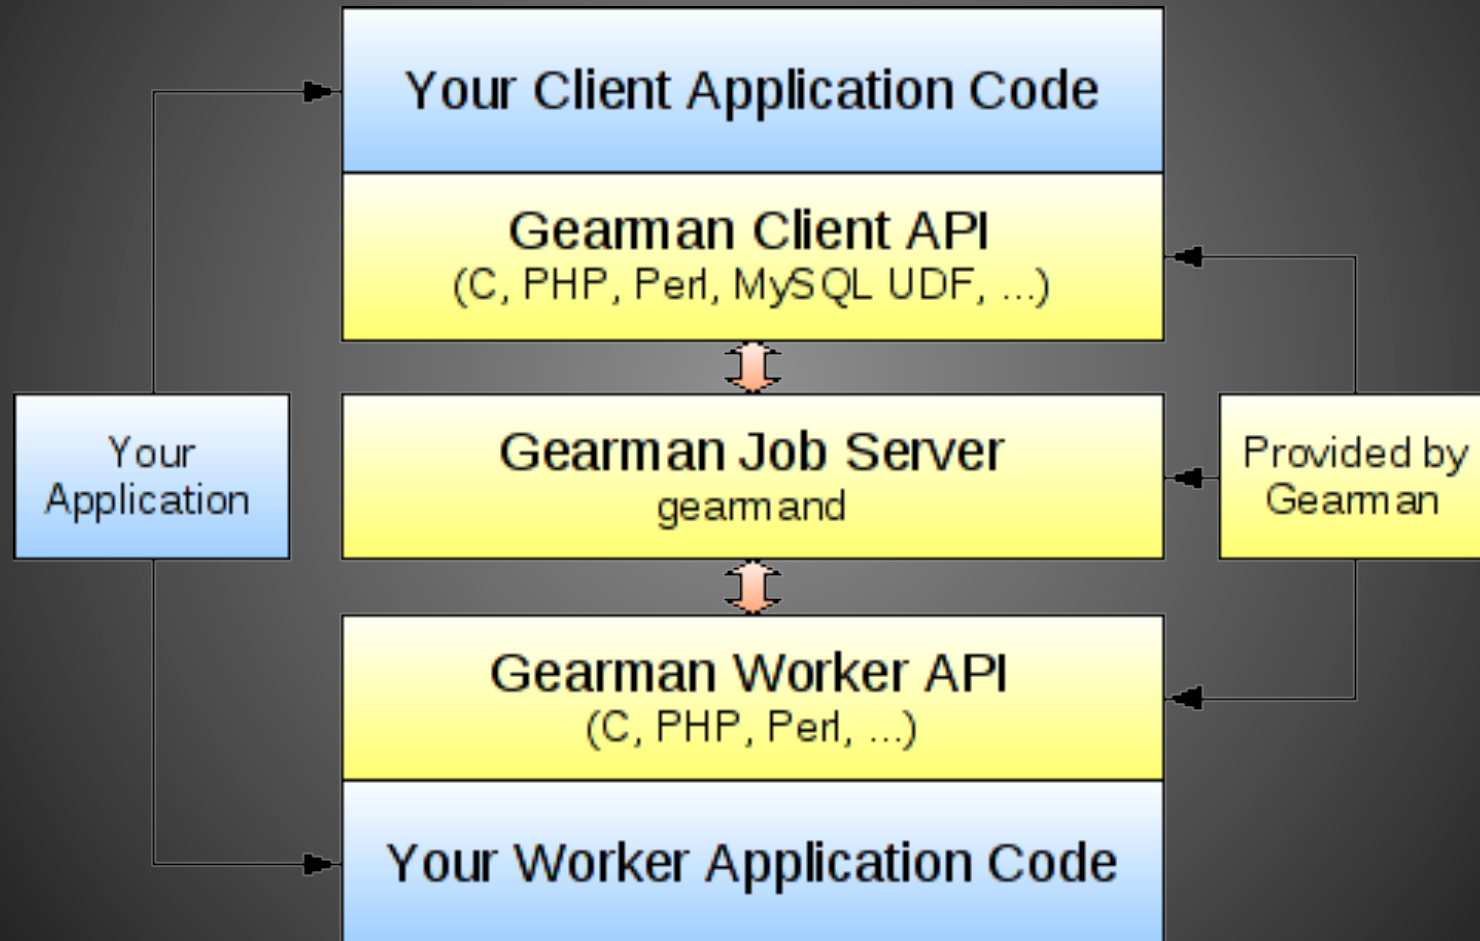 Your Client Application Code
Gearman Client API
(C, PHP, Perl, MySQL UDF, ...)
Your
Application
Gearman Job Server
gearmand
Provided by
Gearman
Gearman Worker API
(C, PHP, Perl, ...)
Your Worker Application Code